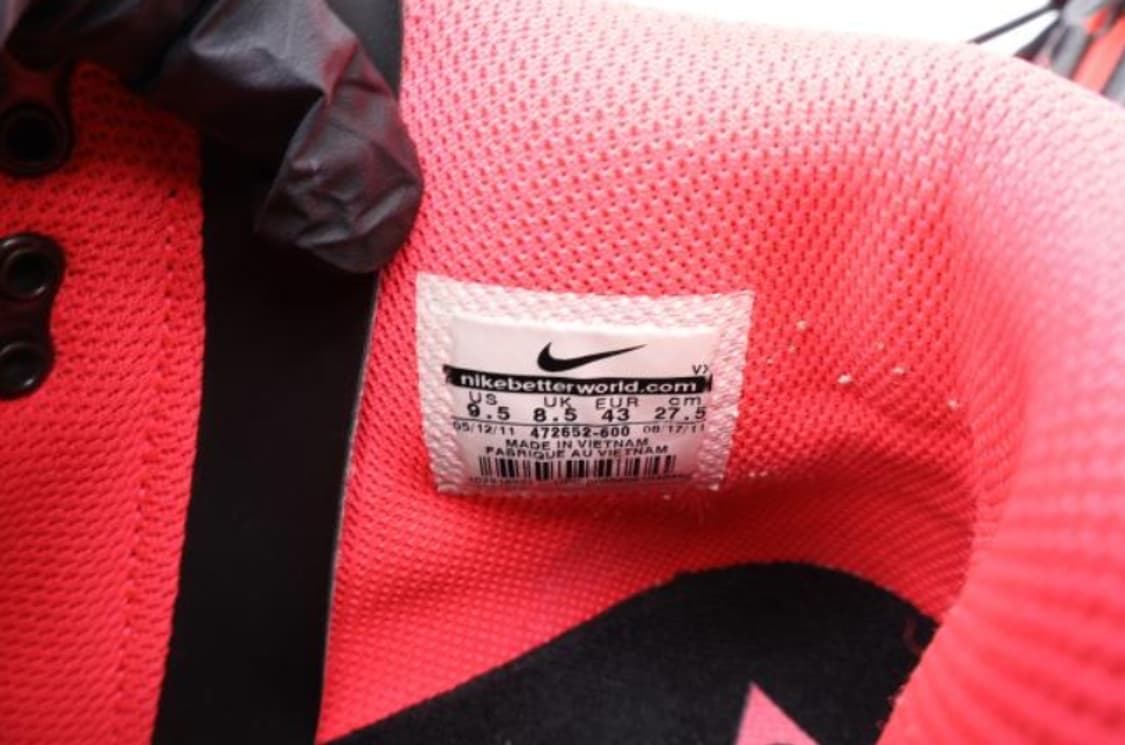 VX
nikebetterworld.com
US UK EUR cm
9.5 8.5 43 27.5
05/12/11 472652-600 08/17/11
MADE IN VIETNAM
FABRIQUE AU VIETNAM